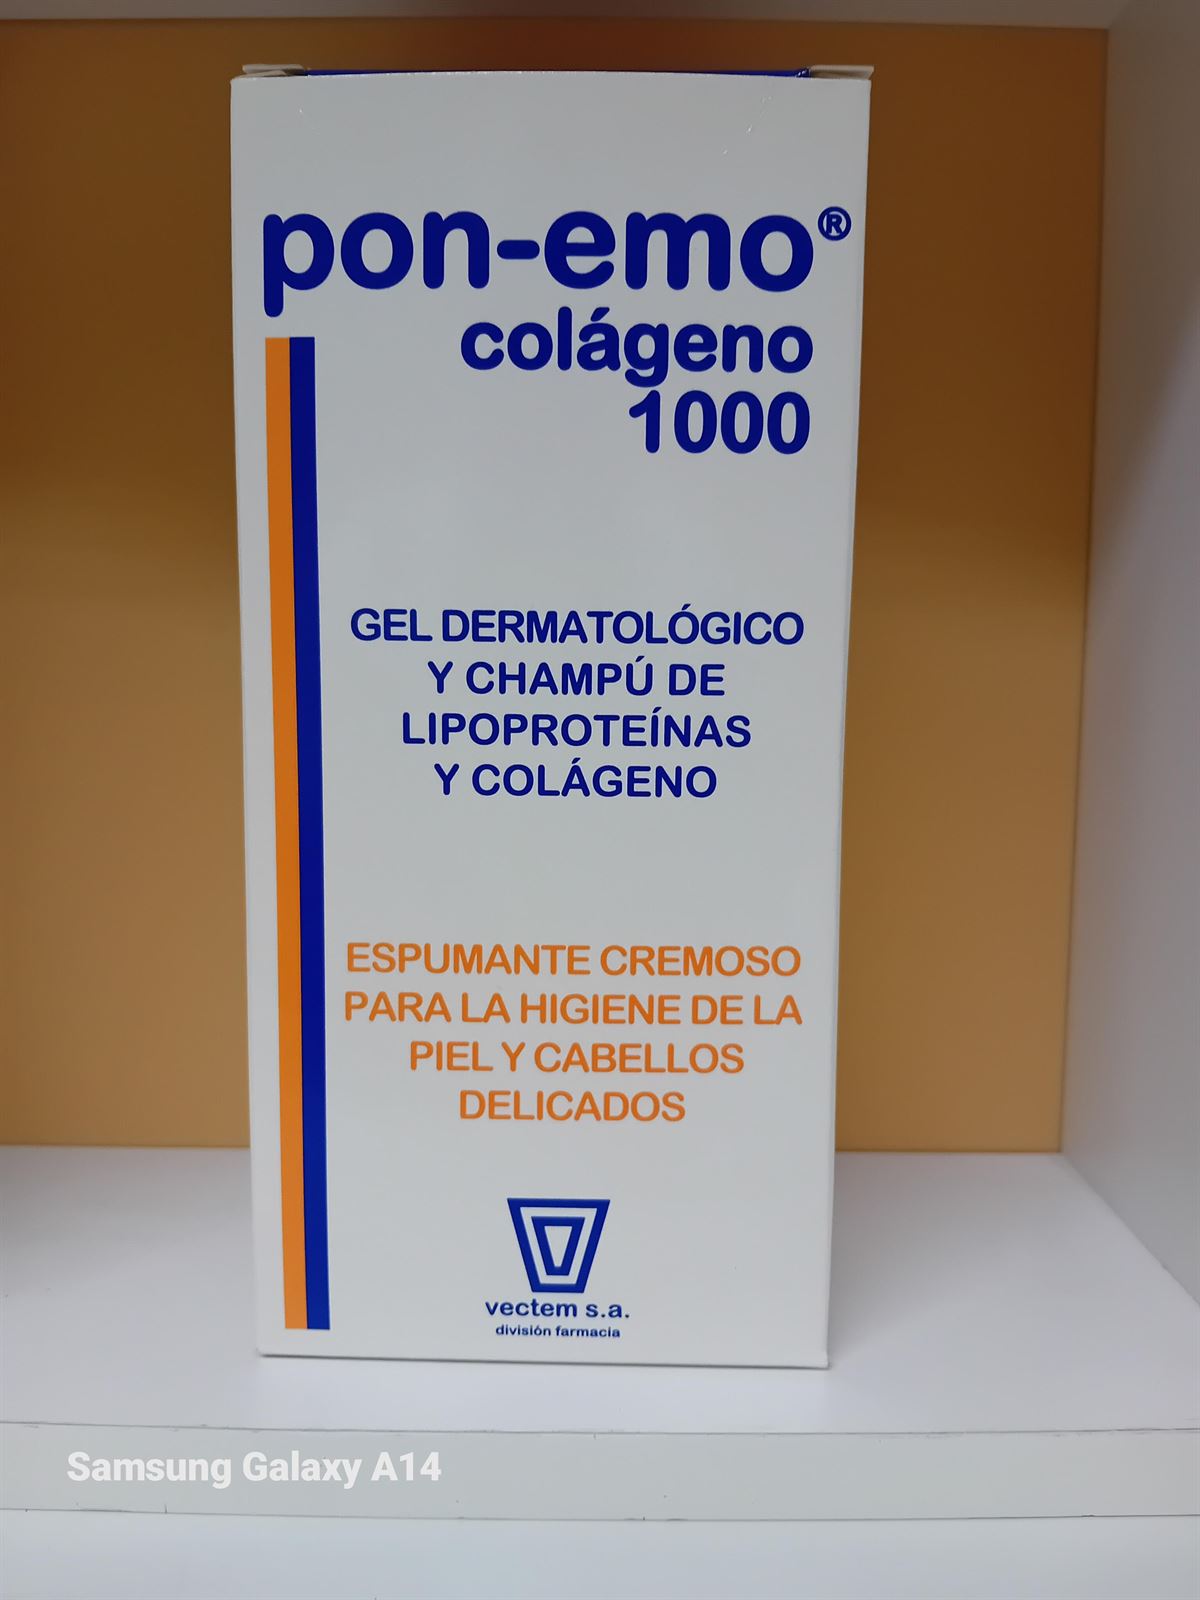 pon-emo®
colágeno
1000
GEL DERMATOLÓGICO
Y CHAMPÚ DE
LIPOPROTEÍNAS
Y COLÁGENO
ESPUMANTE CREMOSO
PARA LA HIGIENE DE LA
PIEL Y CABELLOS
DELICADOS
vectem s.a.
división farmacia
Samsung Galaxy A14